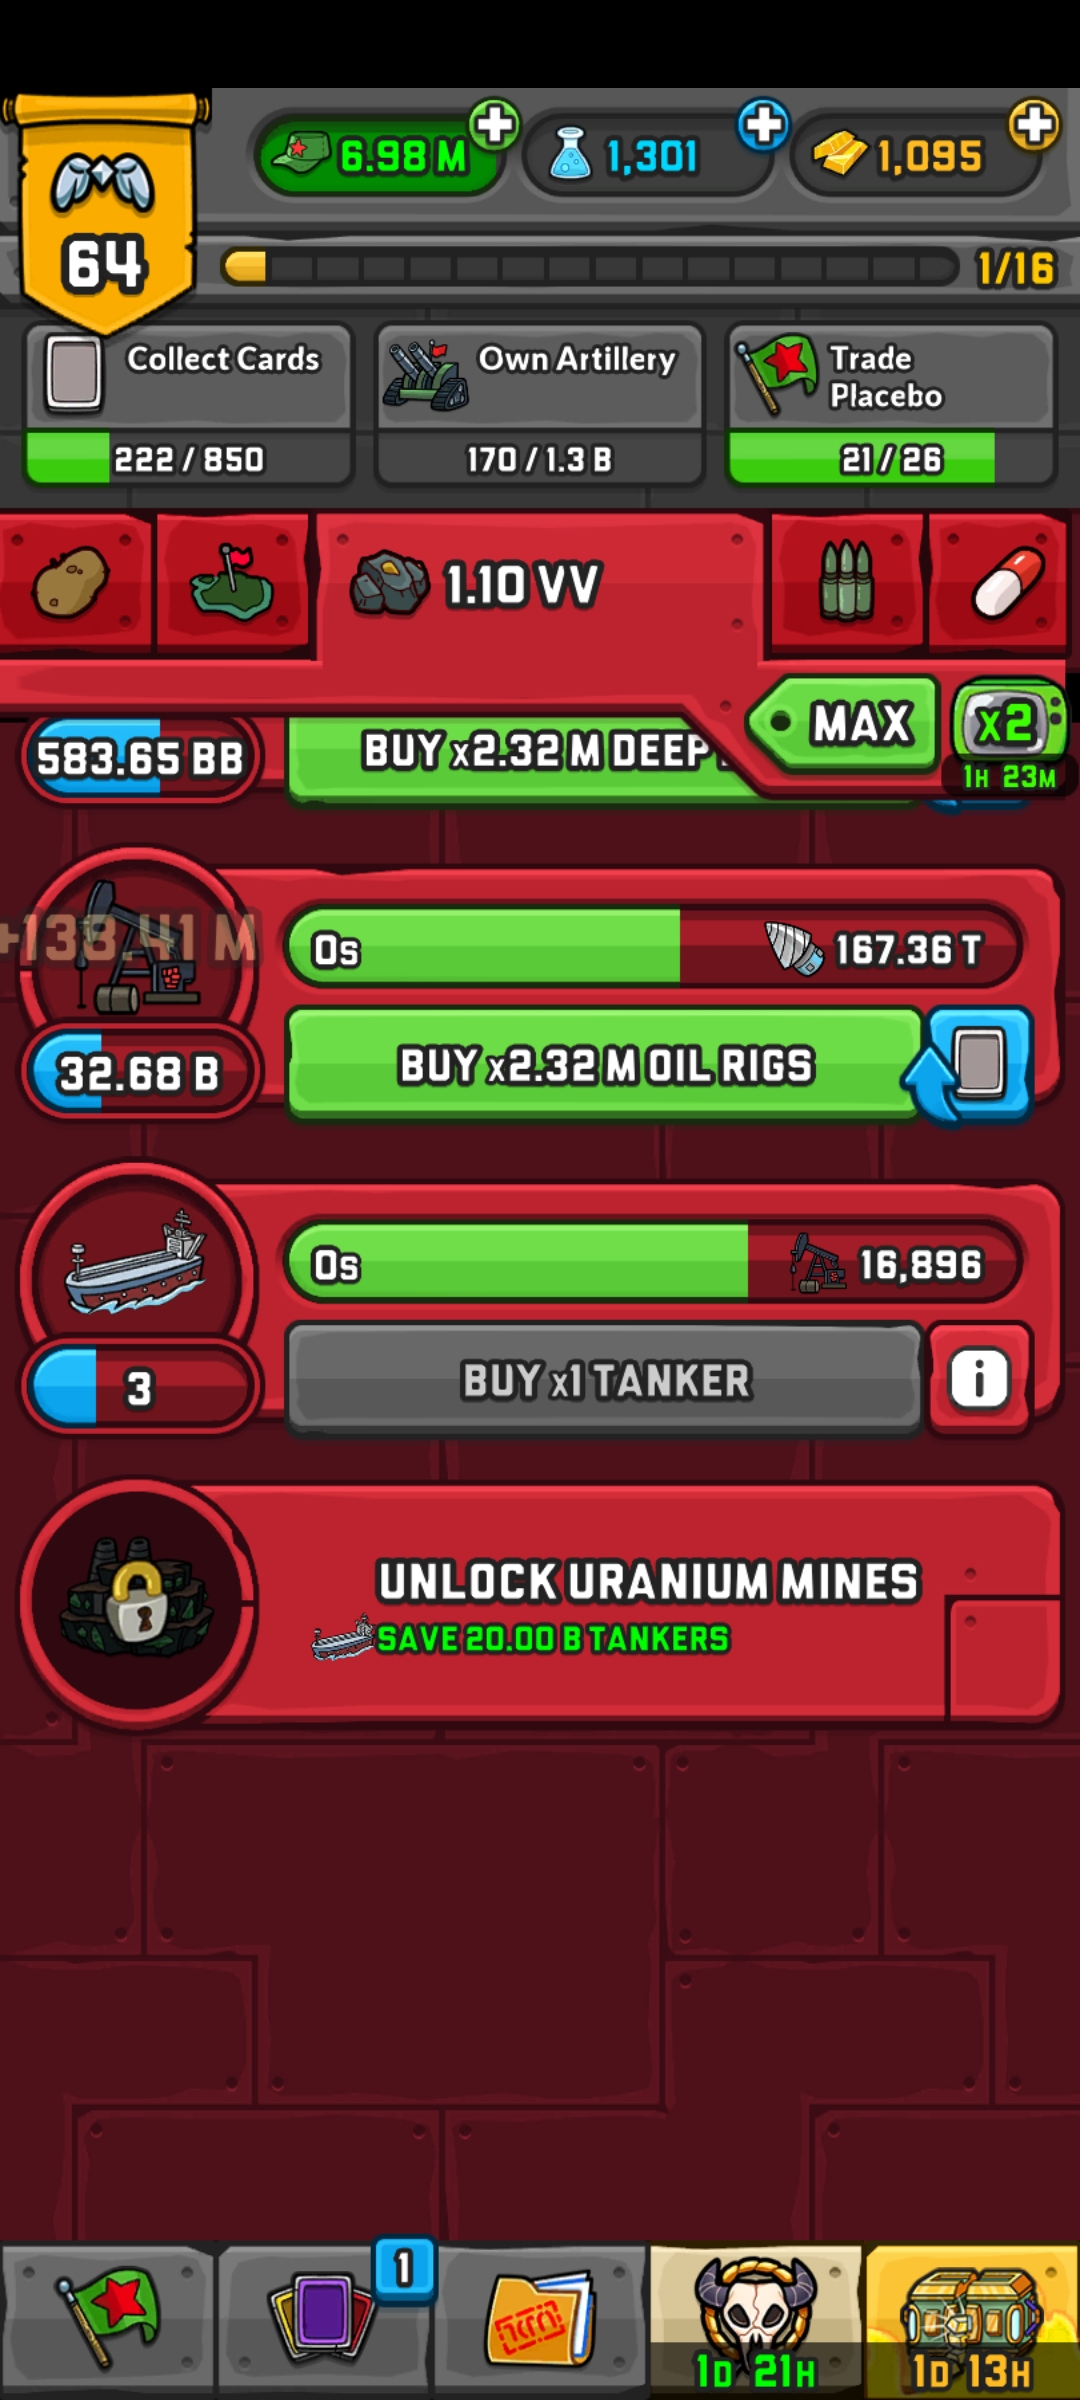 6.98 M
1,301
1,095
64
1/16
Collect Cards
Own Artillery
Trade
Placebo
222 / 850
170 / 1.3 B
21 / 26
1.10 VV
MAX
x2
1H 23M
583.65 BB
BUY x2.32 M DEEP
+133.41 M
0s
167.36 T
32.68 B
BUY x2.32 M OIL RIGS
0s
16,896
3
BUY x1 TANKER
i
UNLOCK URANIUM MINES
SAVE 20.00 B TANKERS
1
1D 21H
1D 13H